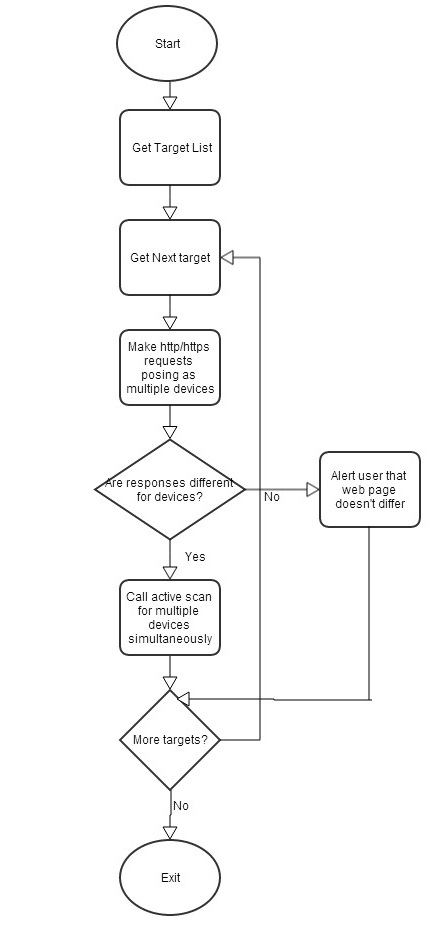 Start
Get Target List
Get Next target
Make http/https
requests
posing as
multiple devices
Are responses different
for devices?
No
Alert user that
web page
doesn't differ
Yes
Call active scan
for multiple
devices
simultaneously
More targets?
No
Exit